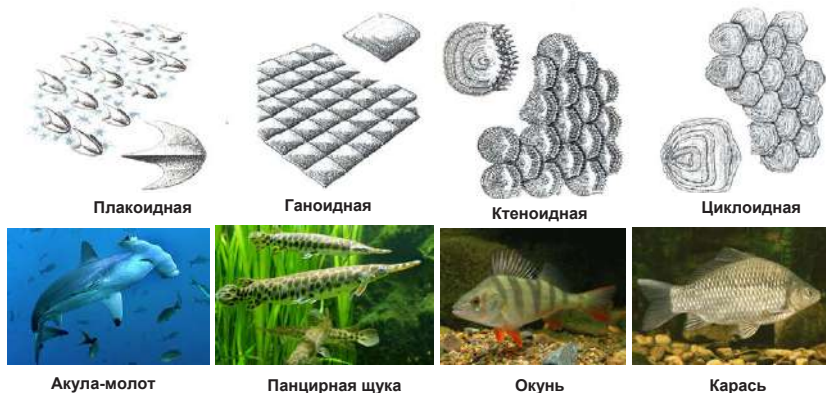 Плакоидная
Ганоидная
Ктеноидная
Циклоидная
Акула-молот
Панцирная щука
Окунь
Карась